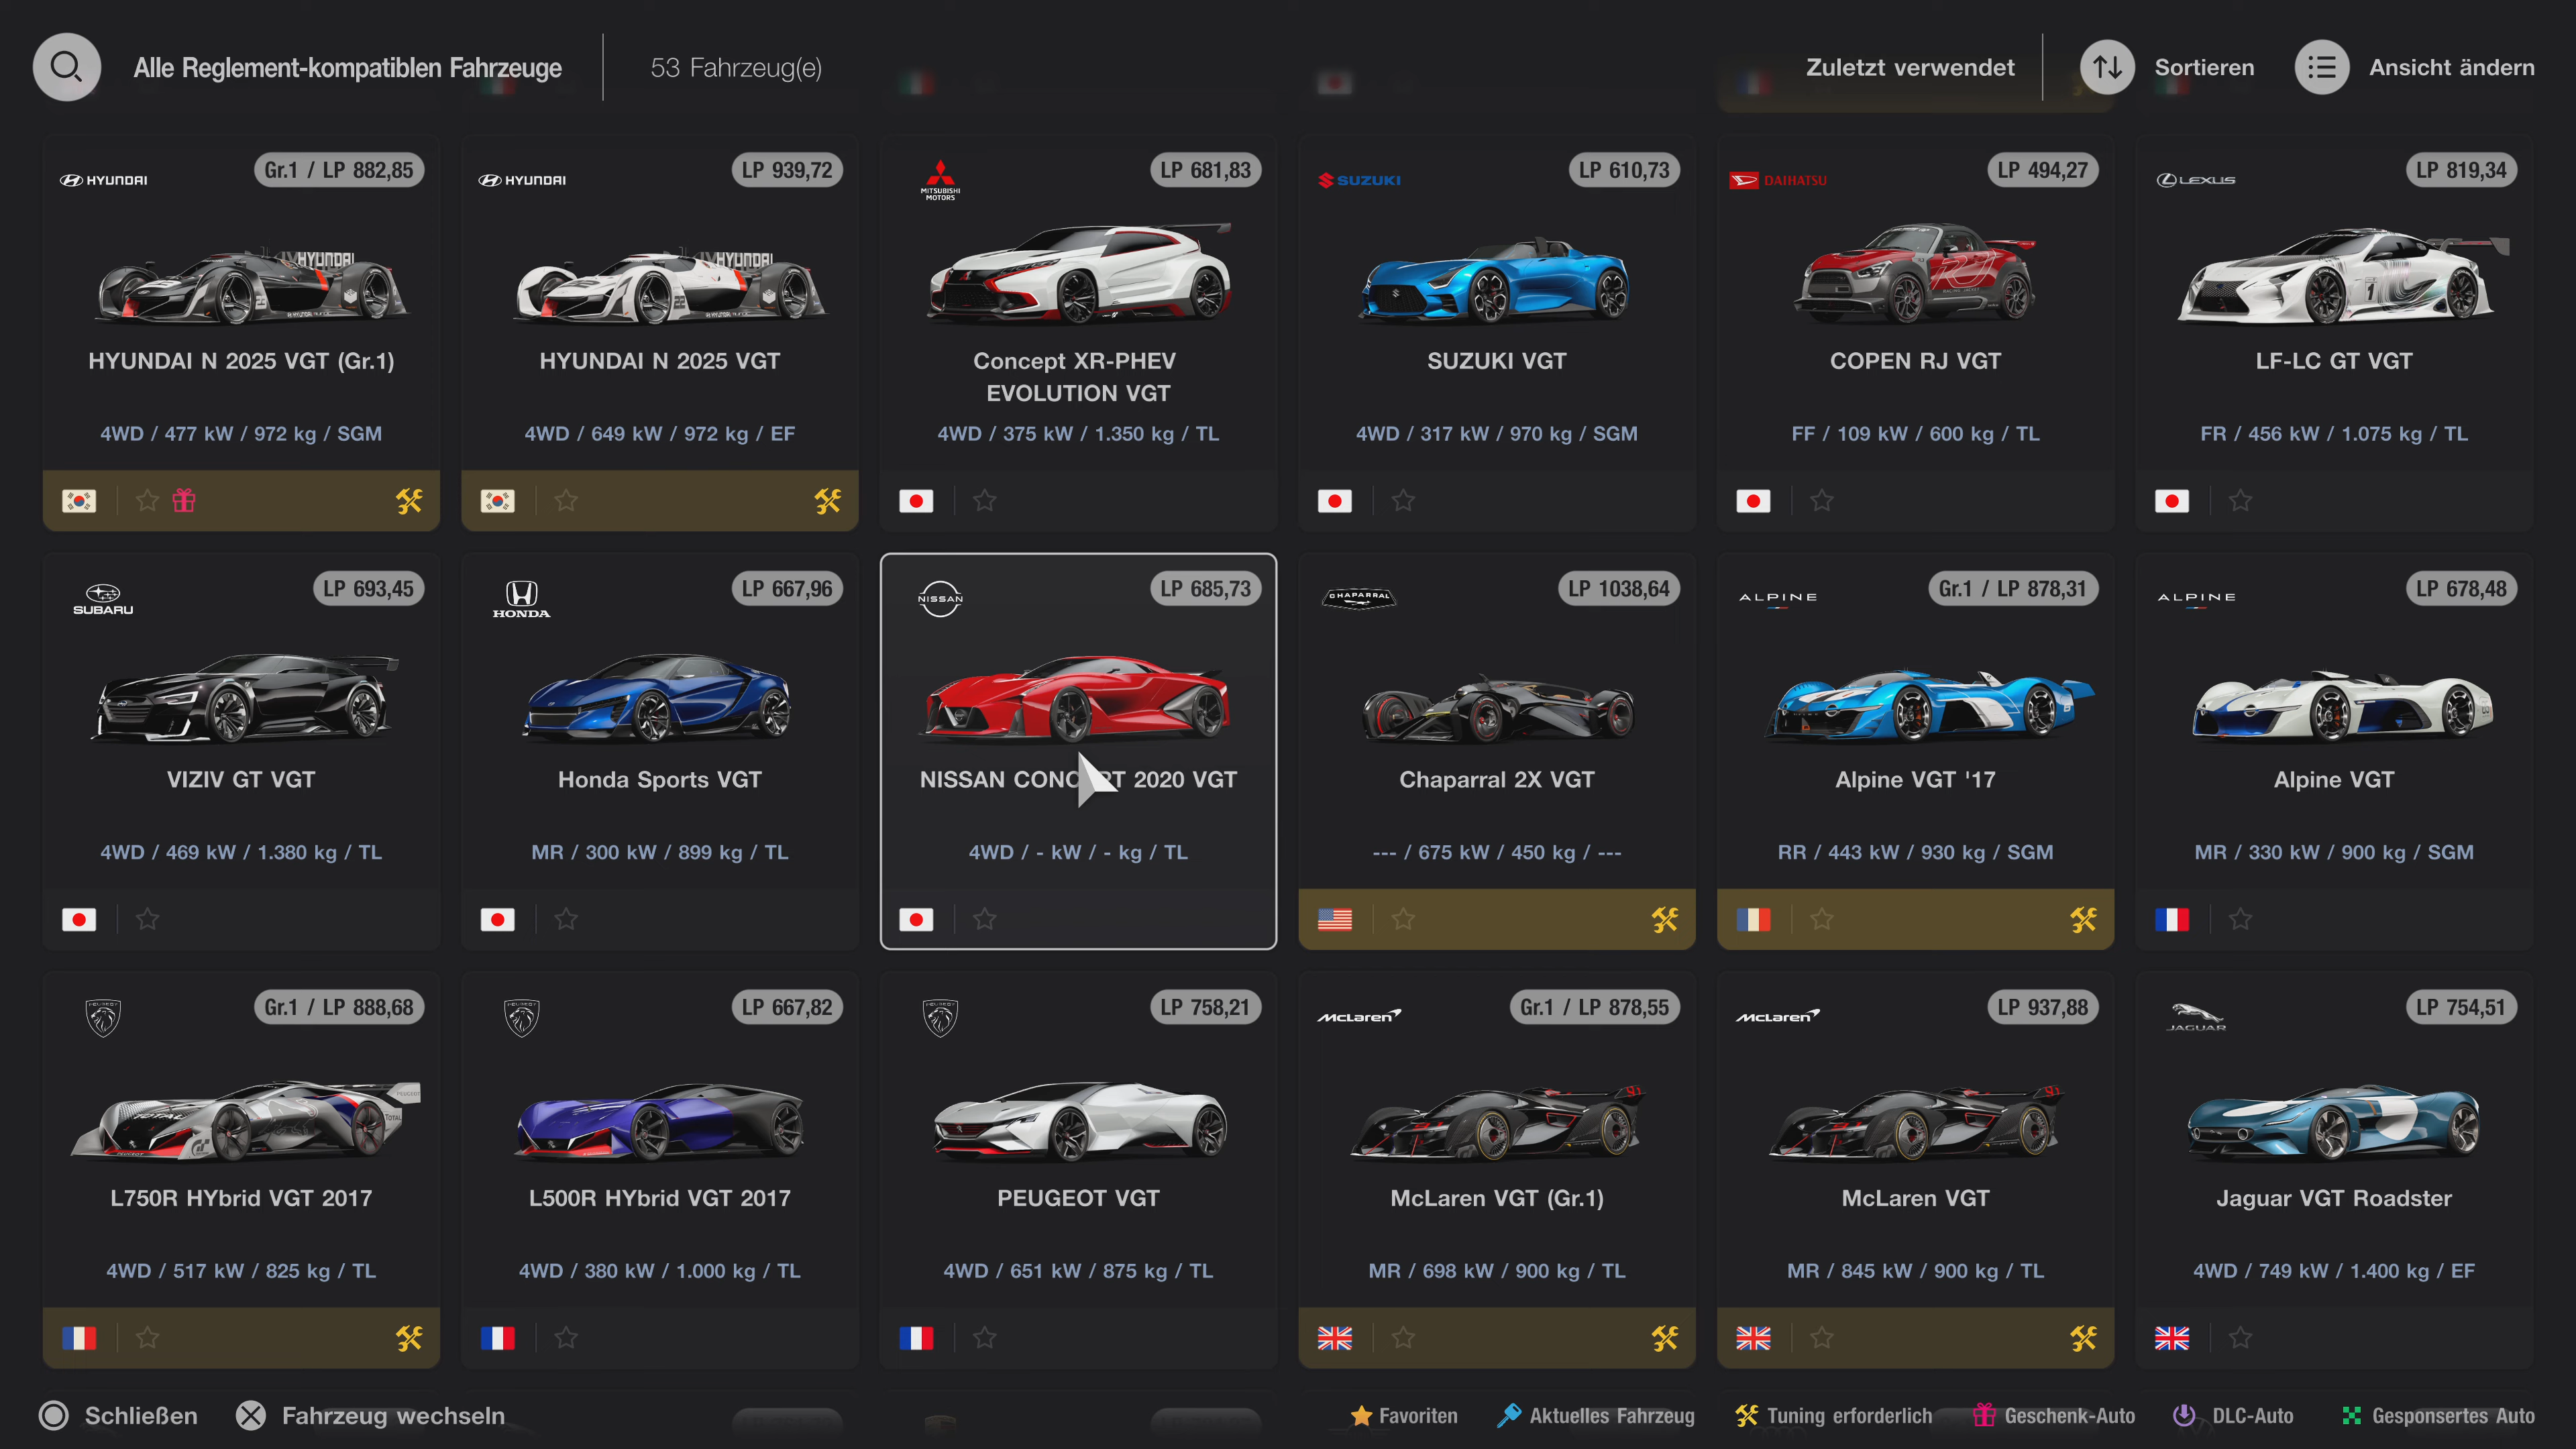 Alle Reglement-kompatiblen Fahrzeuge
53 Fahrzeug(e)
Zuletzt verwendet
Sortieren
Ansicht ändern
HYUNDAI
Gr.1 / LP 882,85
HYUNDAI N 2025 VGT (Gr.1)
4WD / 477 kW / 972 kg / SGM
HYUNDAI
LP 939,72
HYUNDAI N 2025 VGT
4WD / 649 kW / 972 kg / EF
MITSUBISHI
MOTORS
LP 681,83
Concept XR-PHEV
EVOLUTION VGT
4WD / 375 kW / 1.350 kg / TL
SUZUKI
LP 610,73
SUZUKI VGT
4WD / 317 kW / 970 kg / SGM
DAIHATSU
LP 494,27
COPEN RJ VGT
FF / 109 kW / 600 kg / TL
LEXUS
LP 819,34
LF-LC GT VGT
FR / 456 kW / 1.075 kg / TL
SUBARU
LP 693,45
VIZIV GT VGT
4WD / 469 kW / 1.380 kg / TL
HONDA
LP 667,96
Honda Sports VGT
MR / 300 kW / 899 kg / TL
NISSAN
LP 685,73
NISSAN CONC PT 2020 VGT
4WD / - kW / - kg / TL
CHAPARRAL
LP 1038,64
Chaparral 2X VGT
--- / 675 kW / 450 kg / ---
ALPINE
Gr.1 / LP 878,31
Alpine VGT '17
RR / 443 kW / 930 kg / SGM
ALPINE
LP 678,48
Alpine VGT
MR / 330 kW / 900 kg / SGM
PEUGEOT
Gr.1 / LP 888,68
L750R HYbrid VGT 2017
4WD / 517 kW / 825 kg / TL
PEUGEOT
LP 667,82
L500R HYbrid VGT 2017
4WD / 380 kW / 1.000 kg / TL
PEUGEOT
LP 758,21
PEUGEOT VGT
4WD / 651 kW / 875 kg / TL
McLaren
Gr.1 / LP 878,55
McLaren VGT (Gr.1)
MR / 698 kW / 900 kg / TL
McLaren
LP 937,88
McLaren VGT
MR / 845 kW / 900 kg / TL
JAGUAR
LP 754,51
Jaguar VGT Roadster
4WD / 749 kW / 1.400 kg / EF
Schließen
Fahrzeug wechseln
Favoriten
Aktuelles Fahrzeug
Tuning erforderlich
Geschenk-Auto
DLC-Auto
Gesponsertes Auto